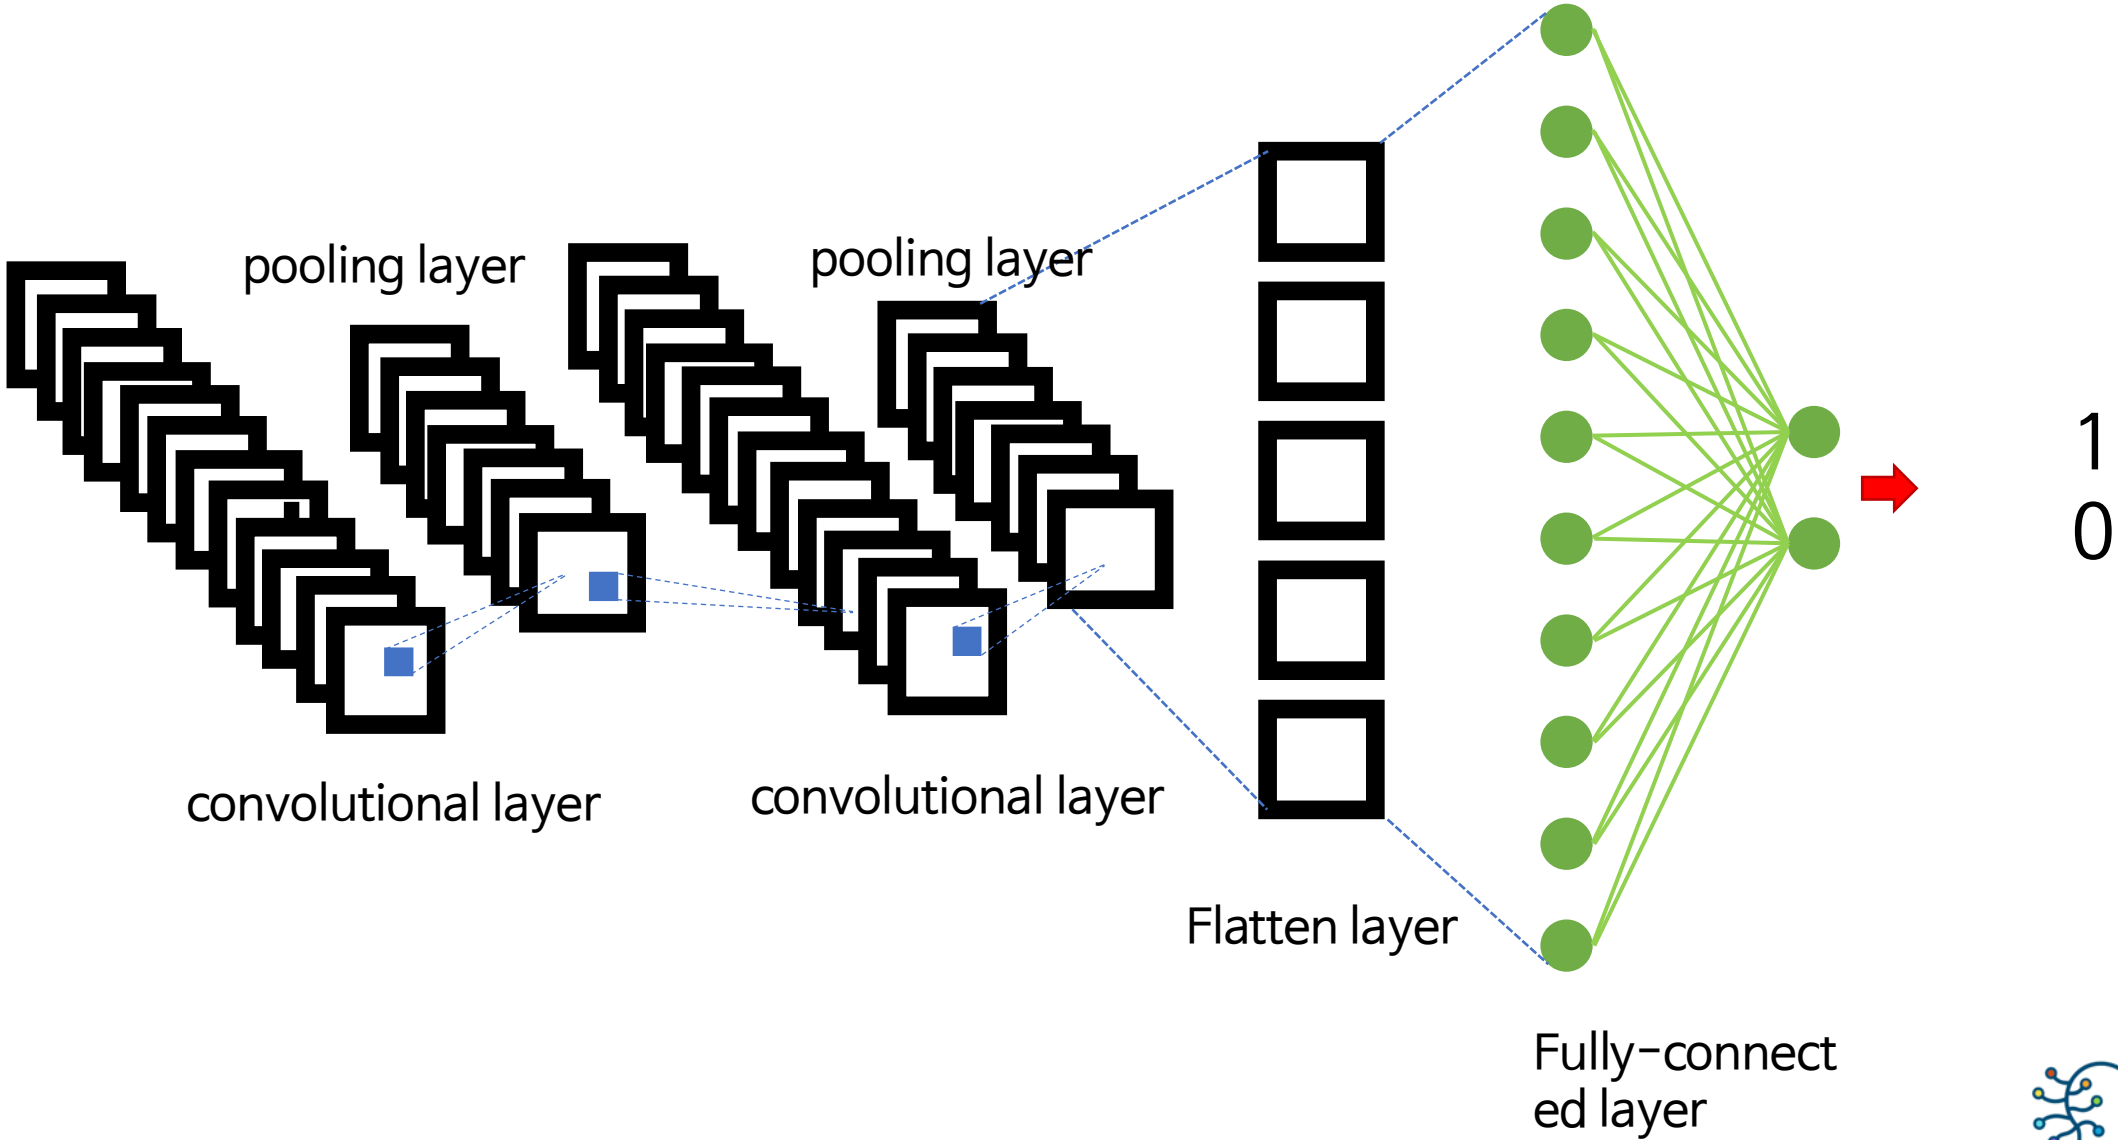 pooling layer
pooling layer
convolutional layer
convolutional layer
Flatten layer
Fully-connect
ed layer
1
0